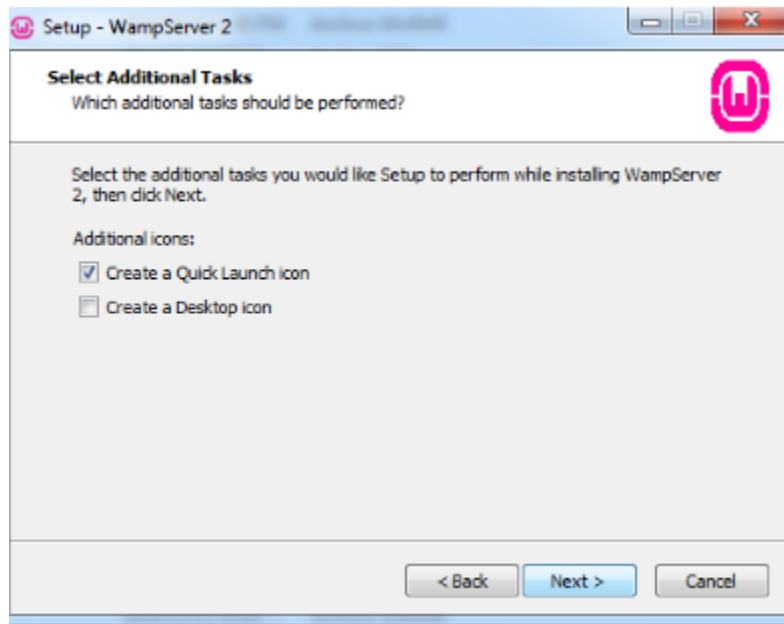 Setup - WampServer 2
Select Additional Tasks
Which additional tasks should be performed?
Select the additional tasks you would like Setup to perform while installing WampServer
2, then click Next.
Additional icons:
Create a Quick Launch icon
Create a Desktop icon
< Back Next > Cancel